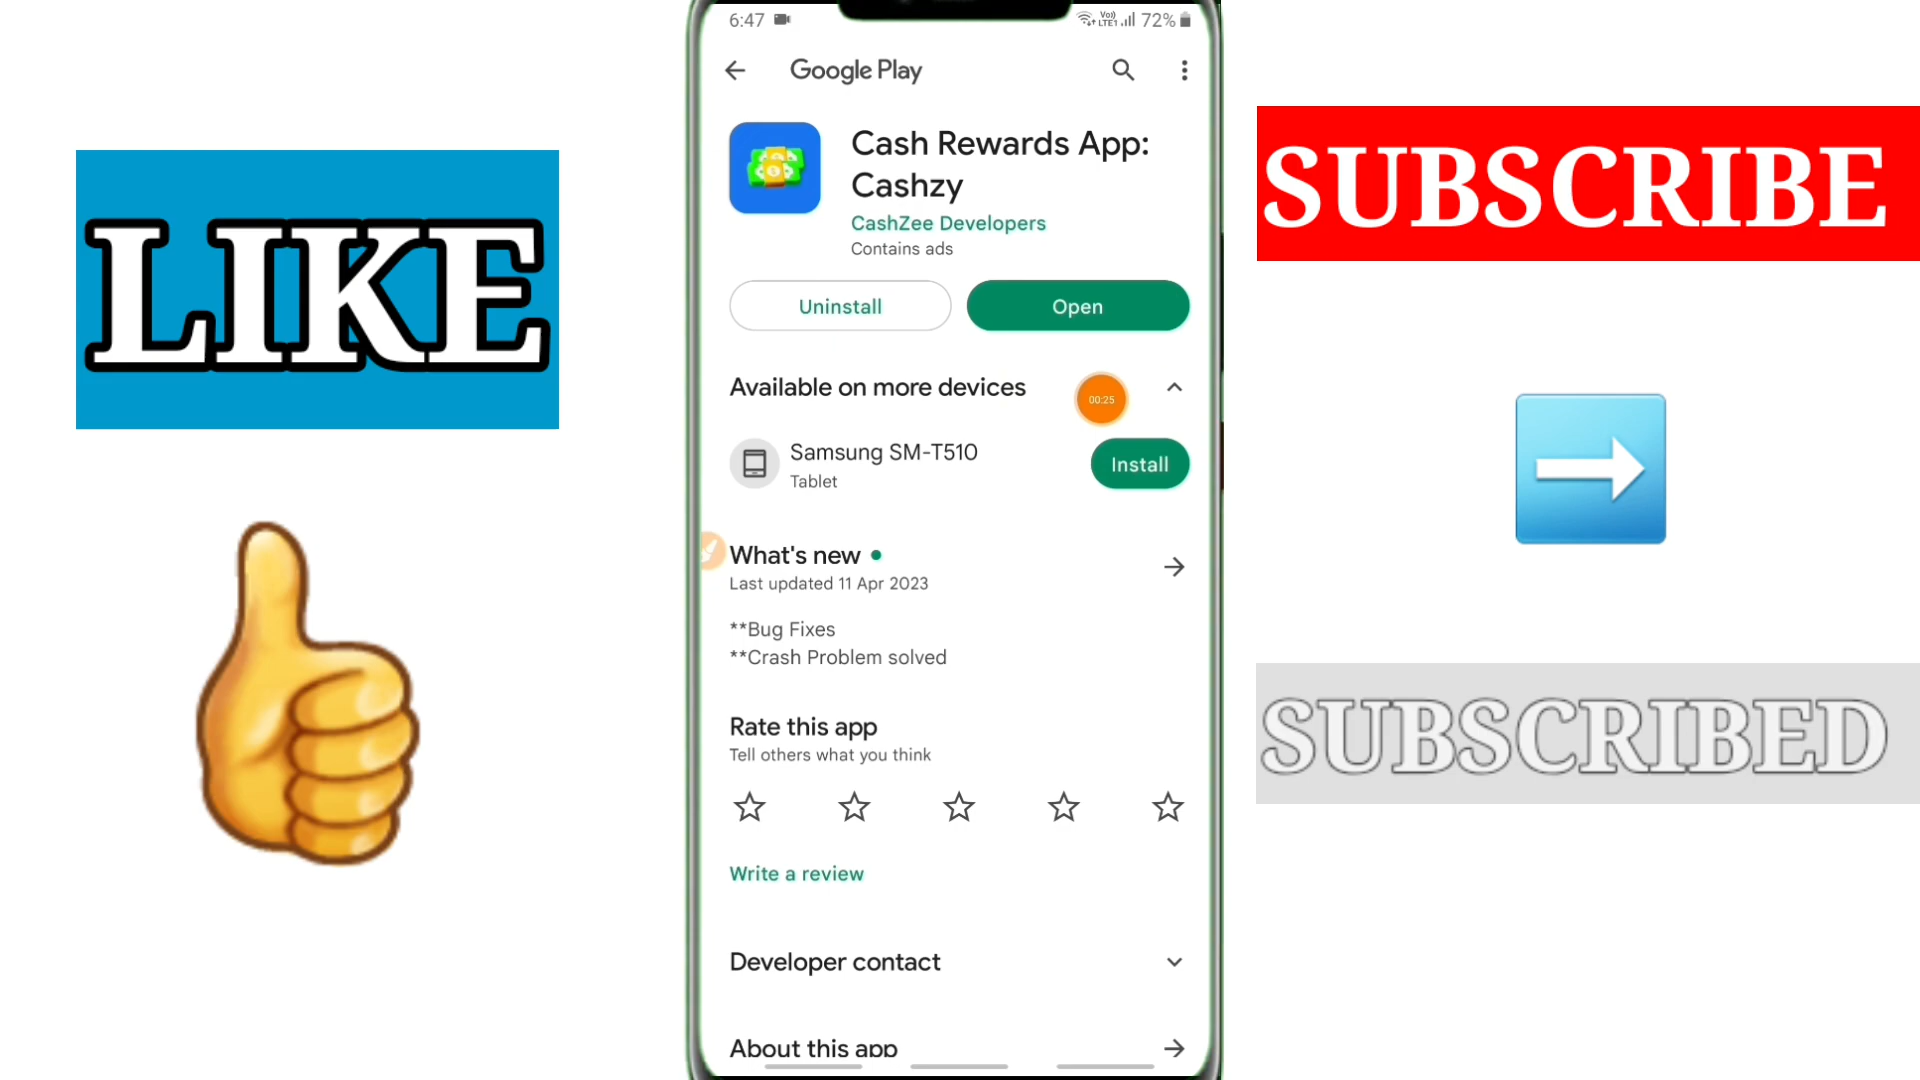 6:47
Vo)) LTE1 72%
Google Play
Cash Rewards App:
Cashzy
CashZee Developers
Contains ads
Uninstall
Open
Available on more devices
00:25
Samsung SM-T510
Tablet
Install
What's new
Last updated 11 Apr 2023
**Bug Fixes
**Crash Problem solved
Rate this app
Tell others what you think
Write a review
Developer contact
About this app
LIKE
SUBSCRIBE
SUBSCRIBED